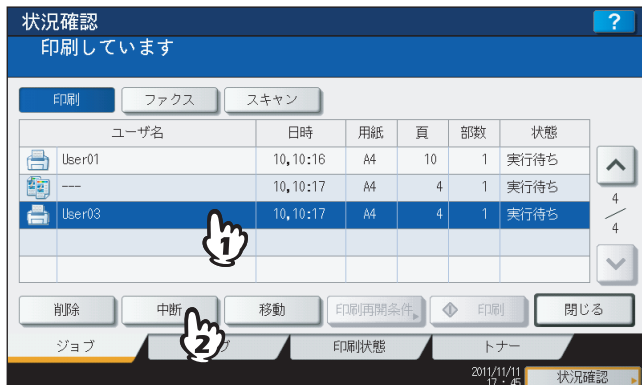 状況確認 ?
印刷しています
印刷 ファクス スキャン
ユーザ名 日時 用紙 頁 部数 状態
User01 10,10:16 A4 10 1 実行待ち
--- 10,10:17 A4 4 1 実行待ち
User03 10,10:17 A4 4 1 実行待ち
4
4
1
削除 中断 移動 印刷再開条件 印刷 閉じる
2
ジョブ グ 印刷状態 トナー
2011/11/11
17:45 状況確認